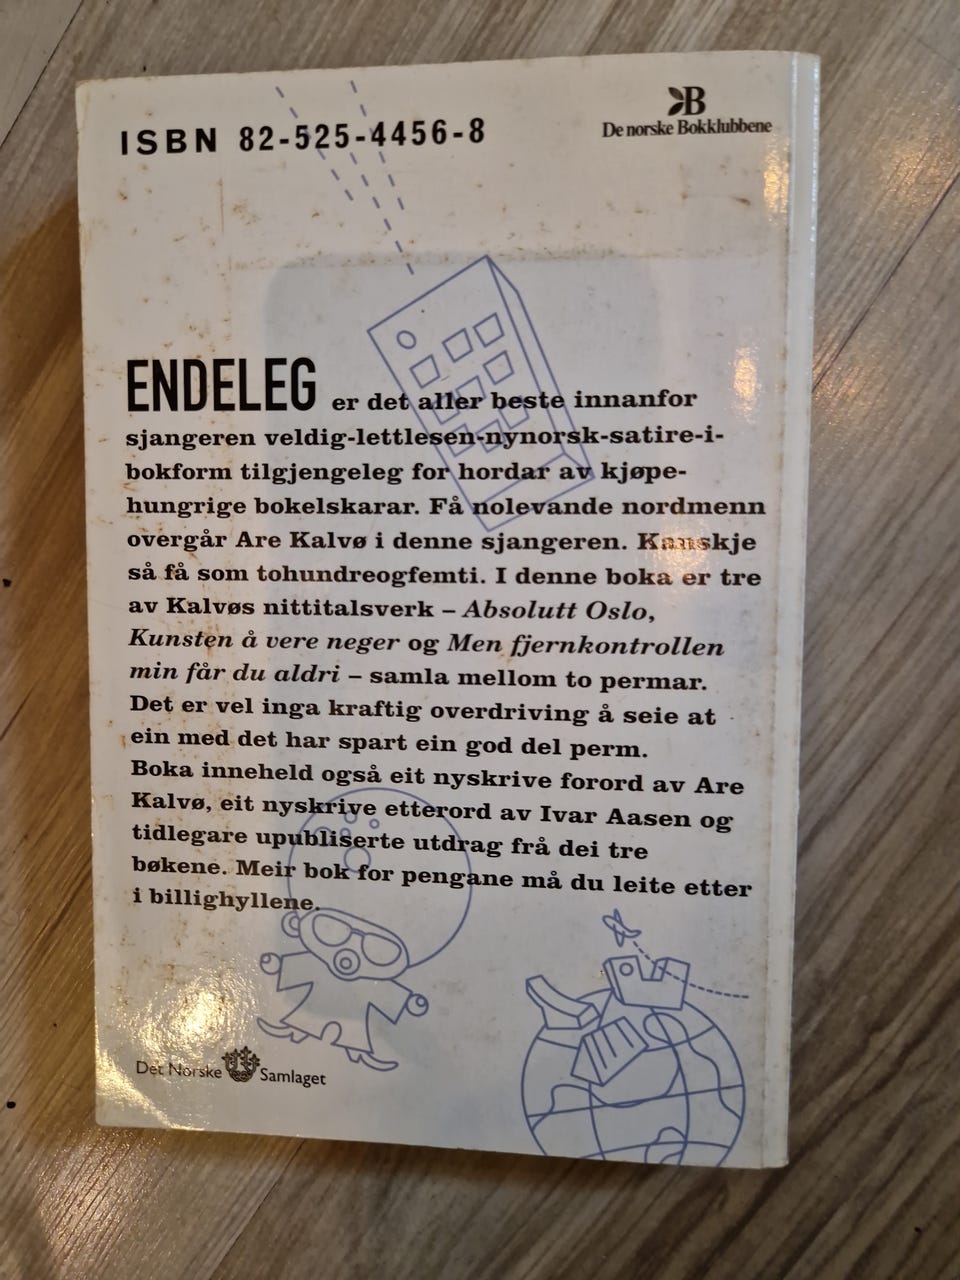 ISBN 82-525-4456-8
B
De norske Bokklubbene
ENDELEG er det aller beste innanfor
sjangeren veldig-lettlesen-nynorsk-satire-i-
bokform tilgjengeleg for hordar av kjøpe-
hungrige bokelskarar. Få nolevande nordmenn
overgår Are Kalvø i denne sjangeren. Kanskje
så få som tohundreogfemti. I denne boka er tre
av Kalvøs nittitalsverk – Absolutt Oslo,
Kunsten å vere neger og Men fjernkontrollen
min får du aldri – samla mellom to permar.
Det er vel inga kraftig overdriving å seie at
ein med det har spart ein god del perm.
Boka inneheld også eit nyskrive forord av Are
Kalvø, eit nyskrive etterord av Ivar Aasen og
tidlegare upubliserte utdrag frå dei tre
bøkene. Meir bok for pengane må du leite etter
i billighyllene.
Det Norske Samlaget